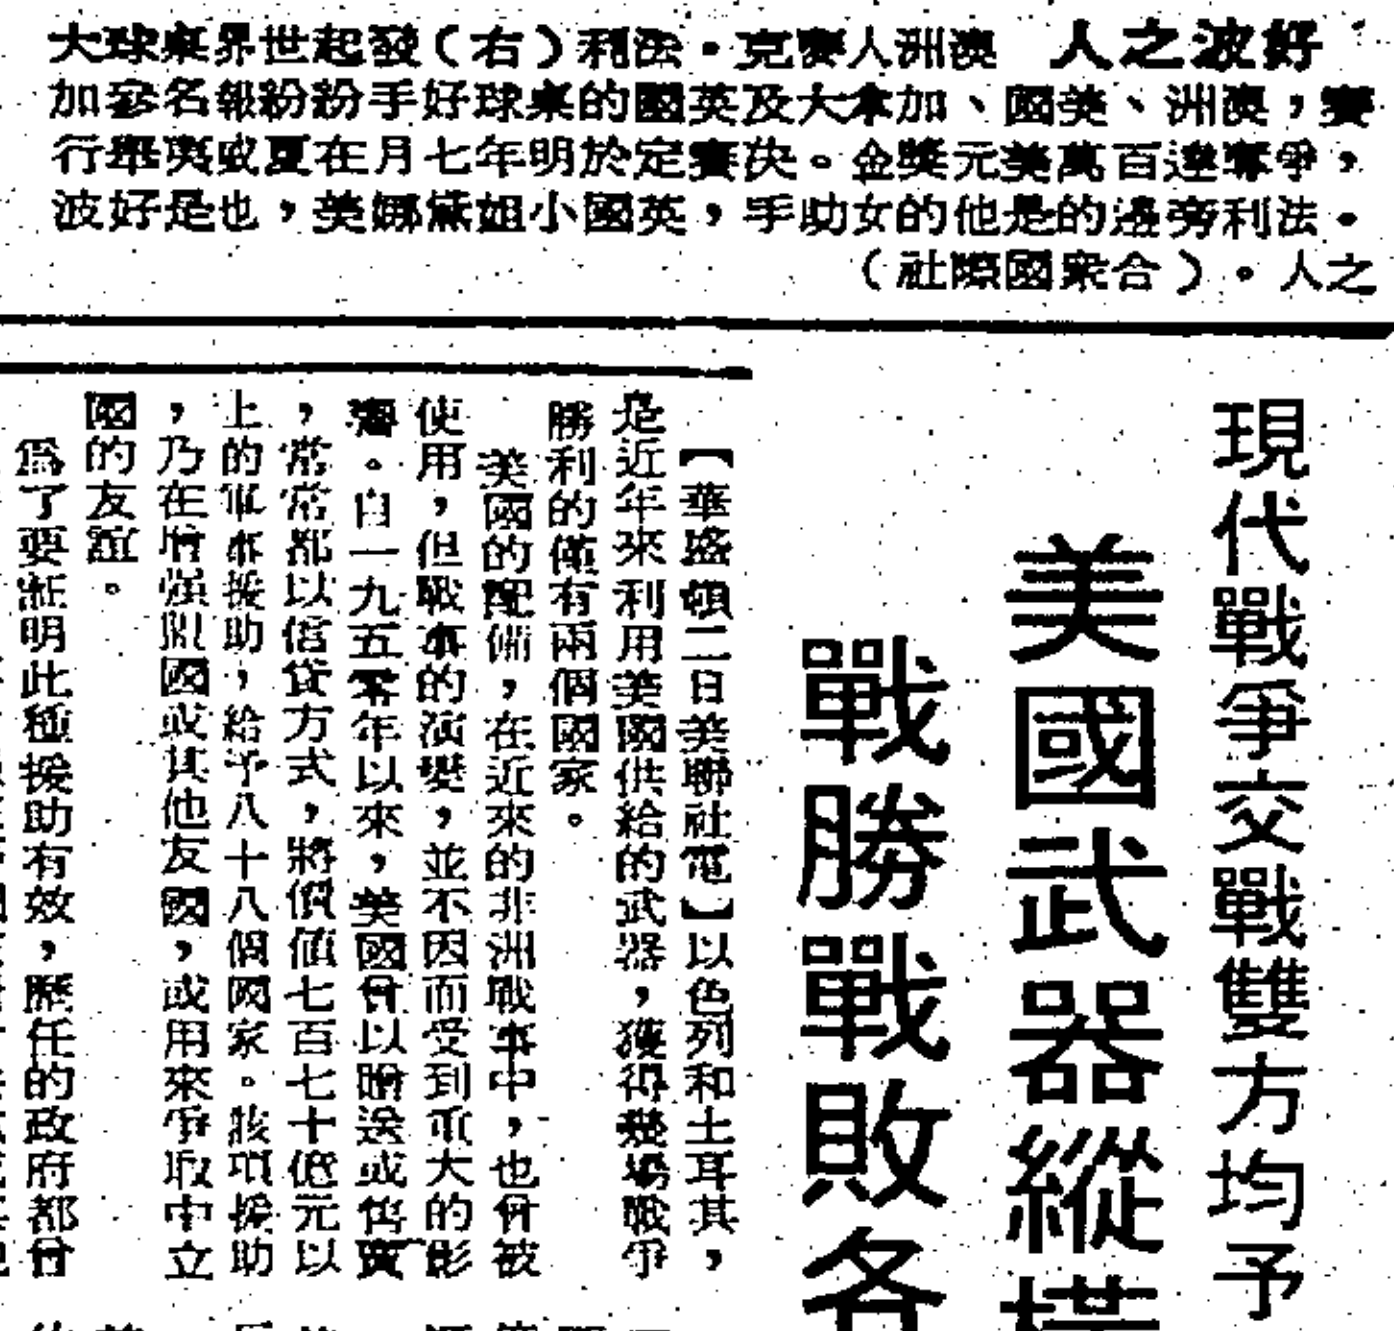 好波之人　澳洲人賽克·法利（右）發起世界桌球大
賽，澳洲、美國、加拿大及英國的桌球好手紛紛報名參加
，爭奪達百萬美元獎金。決賽定於明年七月在夏威夷舉行
。法利旁邊的是他的女助手，英國小姐黛娜美，也是好波
之人。（合衆國際社）
現代戰爭交戰雙方均予
美國武器縱橫
戰勝戰敗各
【華盛頓二日美聯社電】以色列和土耳其，
是近年來利用美國供給的武器，獲得幾場戰爭
勝利的僅有兩個國家。
美國的配備，在近來的非洲戰事中，也曾被
使用，但戰事的演變，並不因而受到重大的影
響。自一九五零年以來，美國曾以贈送或售賣
，常常都以信貸方式，將價值七百七十億元以
上的軍事援助，給予八十八個國家。該項援助
，乃在增強盟國或其他友國，或用來爭取中立
國的友誼。
爲了要証明此種援助有效，歷任的政府都曾